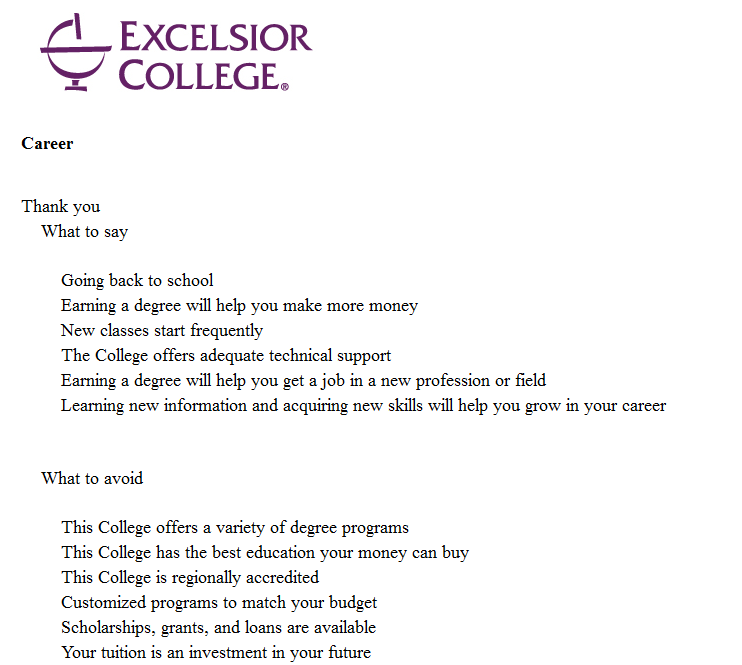 EXCELSIOR
COLLEGE®
Career
Thank you
What to say
Going back to school
Earning a degree will help you make more money
New classes start frequently
The College offers adequate technical support
Earning a degree will help you get a job in a new profession or field
Learning new information and acquiring new skills will help you grow in your career
What to avoid
This College offers a variety of degree programs
This College has the best education your money can buy
This College is regionally accredited
Customized programs to match your budget
Scholarships, grants, and loans are available
Your tuition is an investment in your future